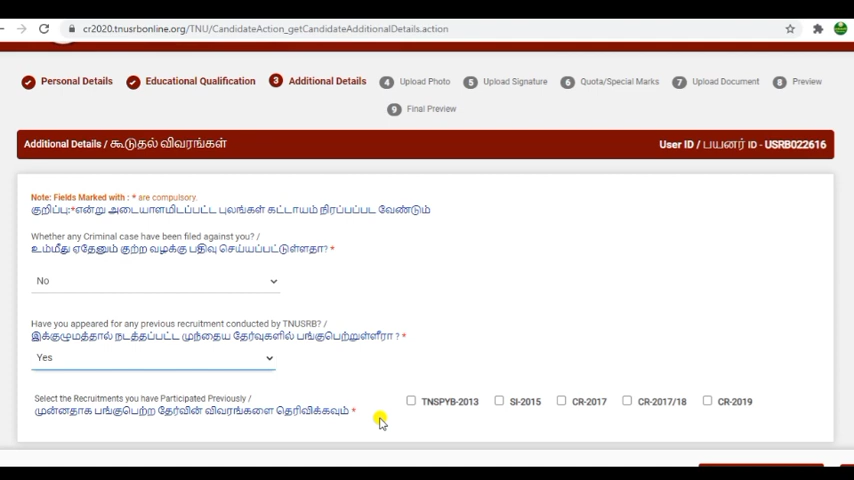 cr2020.tnusrbonline.org/TNU/CandidateAction_getCandidateAdditionalDetails.action
Personal Details
Educational Qualification
3 Additional Details
4 Upload Photo
5 Upload Signature
6 Quota/Special Marks
7 Upload Document
8 Preview
9 Final Preview
Additional Details / கூடுதல் விவரங்கள்
User ID / பயனர் ID - USRB022616
Note: Fields Marked with : * are compulsory.
குறிப்பு:*என்று அடையாளமிடப்பட்ட புலங்கள் கட்டாயம் நிரப்பப்பட வேண்டும்
Whether any Criminal case have been filed against you? /
உம்மீது ஏதேனும் குற்ற வழக்கு பதிவு செய்யப்பட்டுள்ளதா? *
No
Have you appeared for any previous recruitment conducted by TNUSRB? /
இக்குழுமத்தால் நடத்தப்பட்ட முந்தைய தேர்வுகளில் பங்குபெற்றுள்ளீரா ? *
Yes
Select the Recruitments you have Participated Previously /
முன்னதாக பங்குபெற்ற தேர்வின் விவரங்களை தெரிவிக்கவும் *
TNSPYB-2013
SI-2015
CR-2017
CR-2017/18
CR-2019